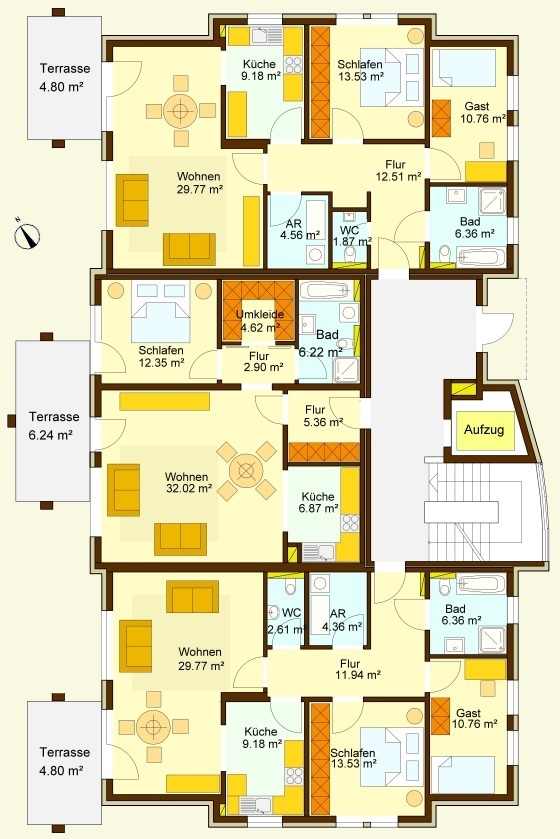 Terrasse
4.80 m²
Küche
9.18 m²
Schlafen
13.53 m²
Gast
10.76 m²
Wohnen
29.77 m²
Flur
12.51 m²
AR
4.56 m²
WC
1.87 m²
Bad
6.36 m²
N
Schlafen
12.35 m²
Umkleide
4.62 m²
Flur
2.90 m²
Bad
6.22 m²
Terrasse
6.24 m²
Flur
5.36 m²
Aufzug
Wohnen
32.02 m²
Küche
6.87 m²
Wohnen
29.77 m²
WC
2.61 m²
AR
4.36 m²
Bad
6.36 m²
Flur
11.94 m²
Terrasse
4.80 m²
Küche
9.18 m²
Schlafen
13.53 m²
Gast
10.76 m²